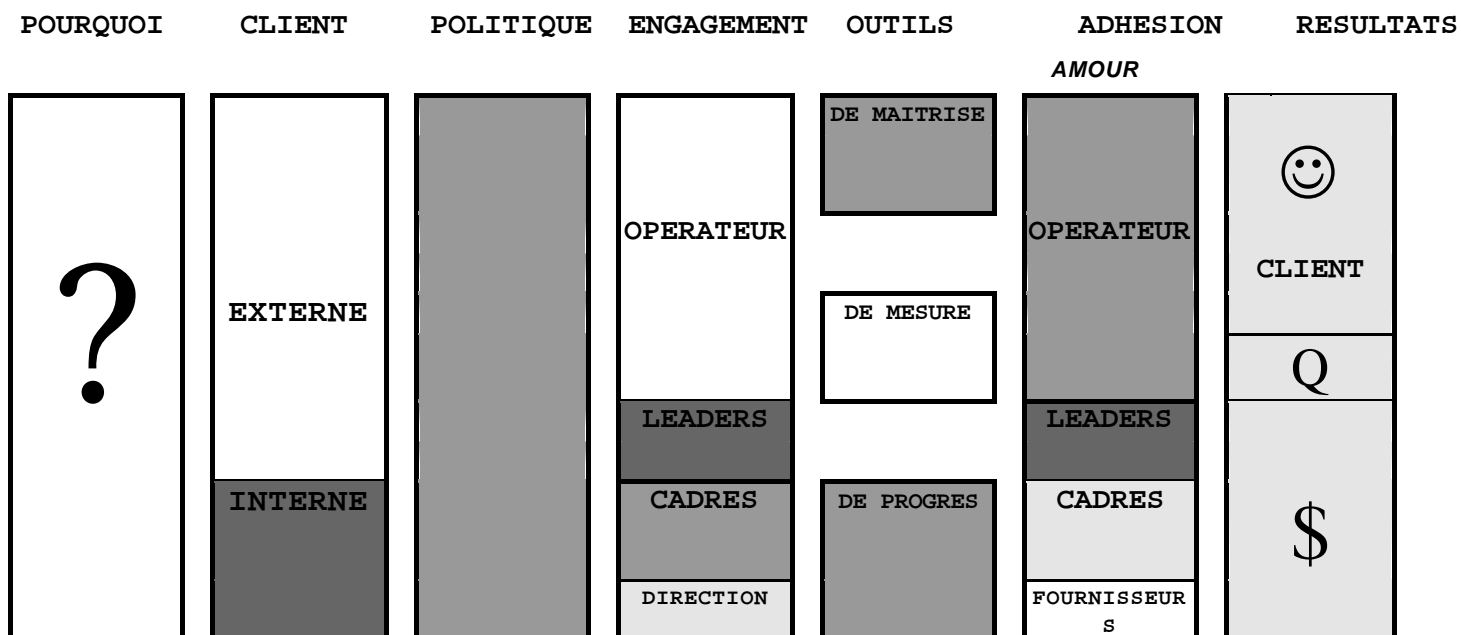 POURQUOI CLIENT POLITIQUE ENGAGEMENT OUTILS ADHESION RESULTATS
AMOUR
?
EXTERNE
INTERNE
OPERATEUR
LEADERS
CADRES
DIRECTION
DE MAITRISE
DE MESURE
DE PROGRES
OPERATEUR
LEADERS
CADRES
FOURNISSEUR
S
CLIENT
Q
$